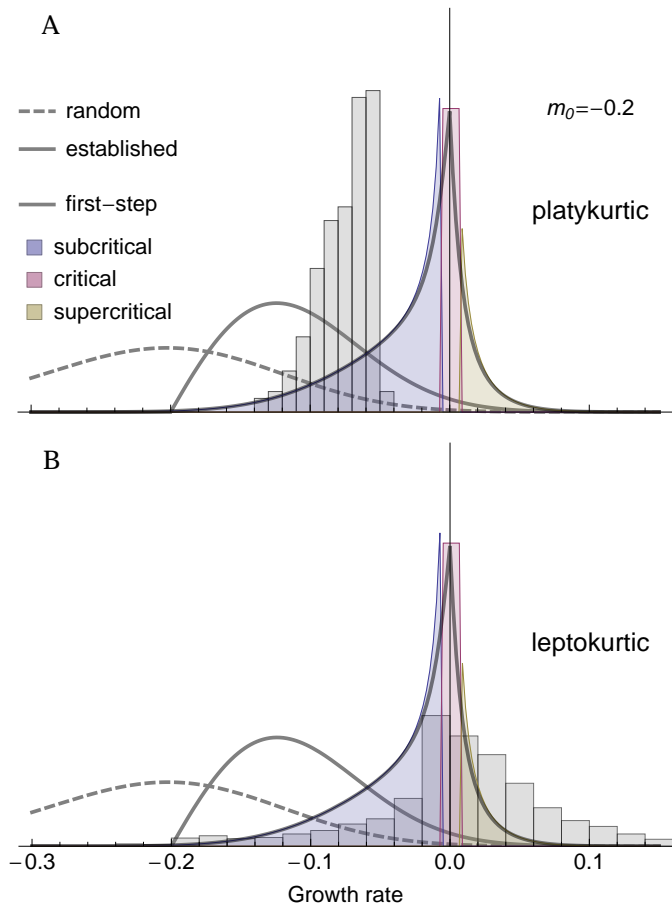 A
random
established
first−step
subcritical
critical
supercritical
m0=−0.2
platykurtic
B
leptokurtic
−0.3 −0.2 −0.1 0.0 0.1
Growth rate